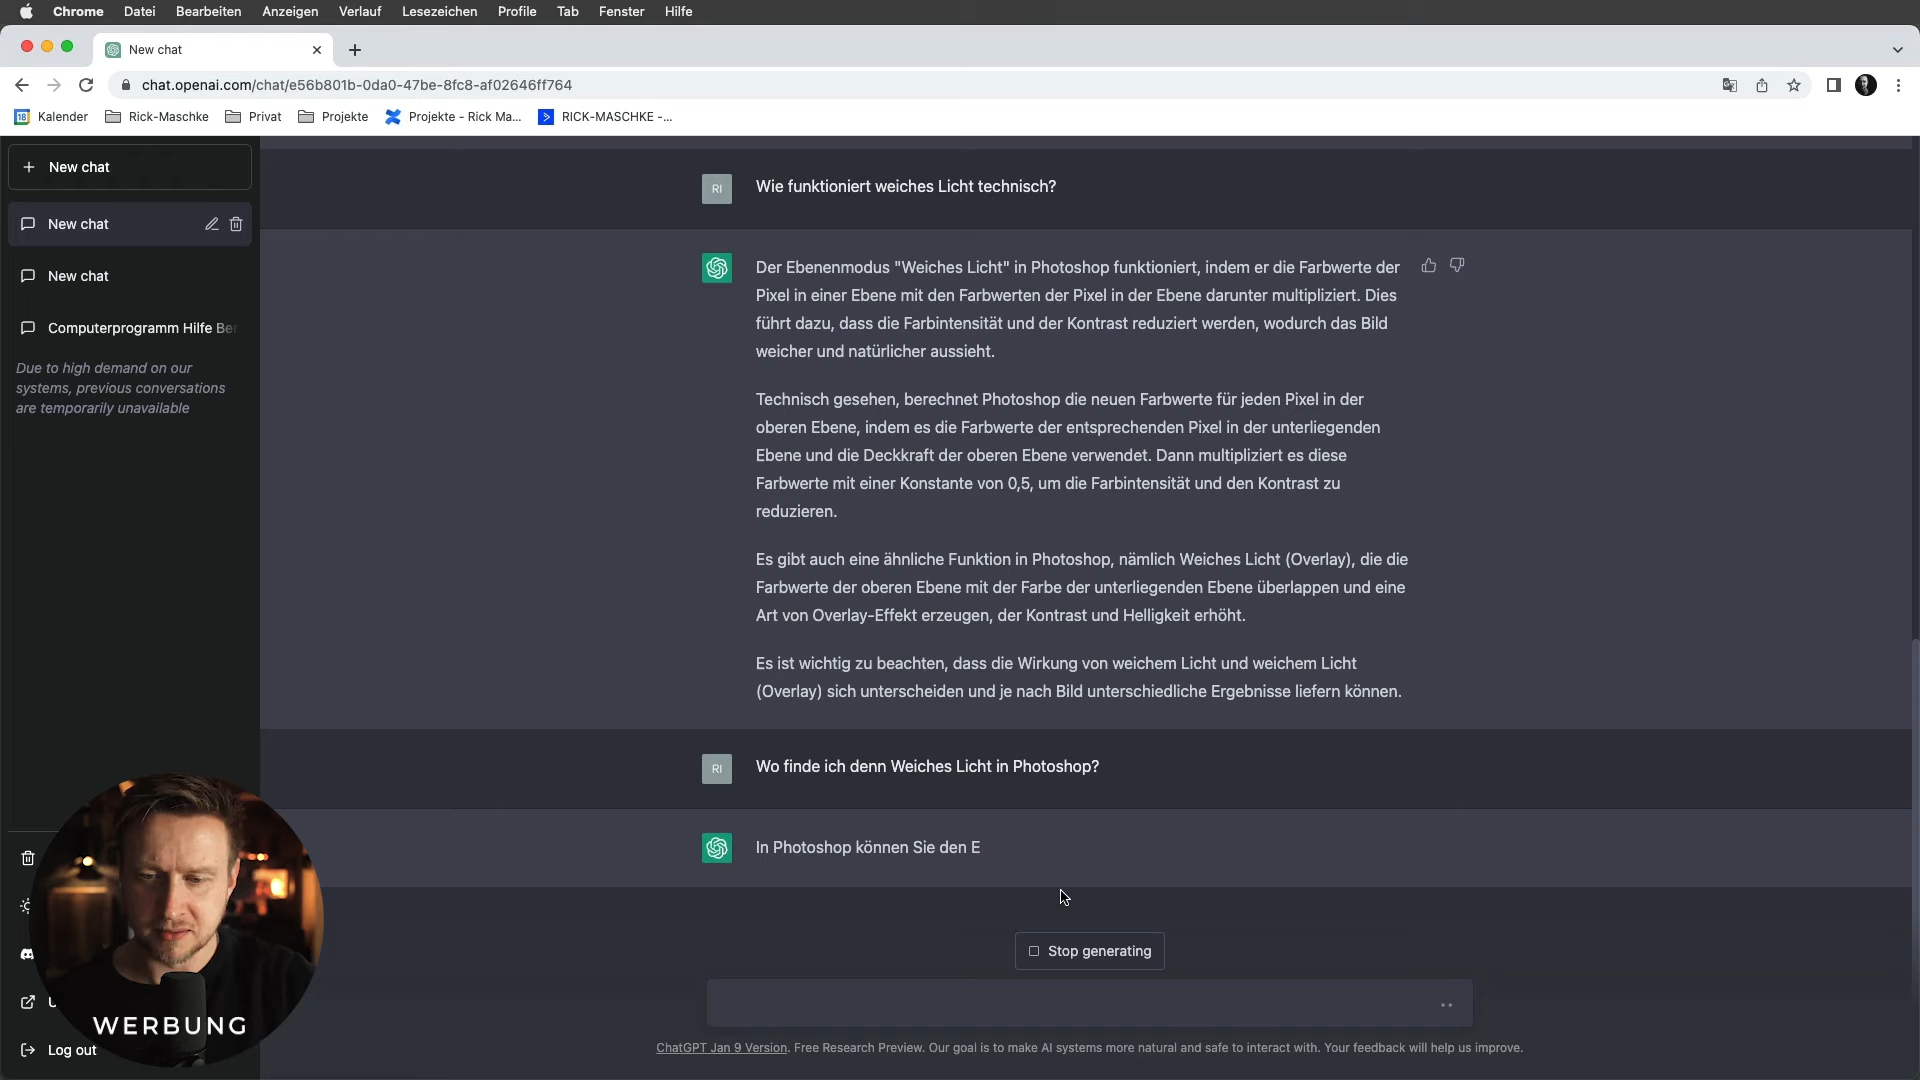 Chrome Datei Bearbeiten Anzeigen Verlauf Lesezeichen Profile Tab Fenster Hilfe
New chat
chat.openai.com/chat/e56b801b-0da0-47be-8fc8-af02646ff764
18 Kalender Rick-Maschke Privat Projekte Projekte - Rick Ma... RICK-MASCHKE -...
New chat
New chat
New chat
Computerprogramm Hilfe Ber
Due to high demand on our
systems, previous conversations
are temporarily unavailable
Log out
WERBUNG
RI
Wie funktioniert weiches Licht technisch?
Der Ebenenmodus "Weiches Licht" in Photoshop funktioniert, indem er die Farbwerte der
Pixel in einer Ebene mit den Farbwerten der Pixel in der Ebene darunter multipliziert. Dies
führt dazu, dass die Farbintensität und der Kontrast reduziert werden, wodurch das Bild
weicher und natürlicher aussieht.
Technisch gesehen, berechnet Photoshop die neuen Farbwerte für jeden Pixel in der
oberen Ebene, indem es die Farbwerte der entsprechenden Pixel in der unterliegenden
Ebene und die Deckkraft der oberen Ebene verwendet. Dann multipliziert es diese
Farbwerte mit einer Konstante von 0,5, um die Farbintensität und den Kontrast zu
reduzieren.
Es gibt auch eine ähnliche Funktion in Photoshop, nämlich Weiches Licht (Overlay), die die
Farbwerte der oberen Ebene mit der Farbe der unterliegenden Ebene überlappen und eine
Art von Overlay-Effekt erzeugen, der Kontrast und Helligkeit erhöht.
Es ist wichtig zu beachten, dass die Wirkung von weichem Licht und weichem Licht
(Overlay) sich unterscheiden und je nach Bild unterschiedliche Ergebnisse liefern können.
RI
Wo finde ich denn Weiches Licht in Photoshop?
In Photoshop können Sie den E
Stop generating
ChatGPT Jan 9 Version. Free Research Preview. Our goal is to make AI systems more natural and safe to interact with. Your feedback will help us improve.